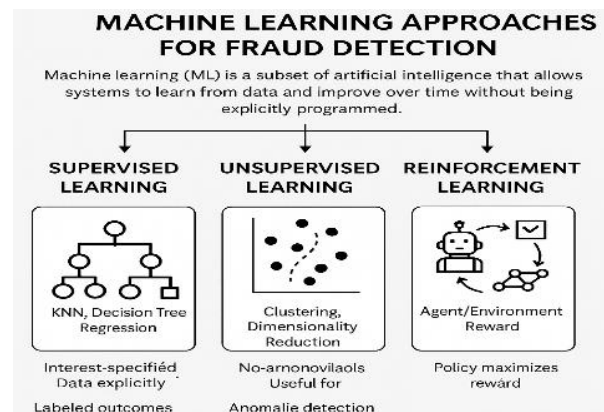 MACHINE LEARNING APPROACHES
FOR FRAUD DETECTION
Machine learning (ML) is a subset of artificial intelligence that allows
systems to learn from data and improve over time without being
explicitly programmed.
SUPERVISED
LEARNING
KNN, Decision Tree
Regression
Interest-specifiéd
Data explicitly
Labeled outcomes
UNSUPERVISED
LEARNING
Clustering,
Dimensionality
Reduction
No-arnonovilaols
Useful for
Anomalie detection
REINFORCEMENT
LEARNING
Agent/Environment
Reward
Policy maximizes
reward